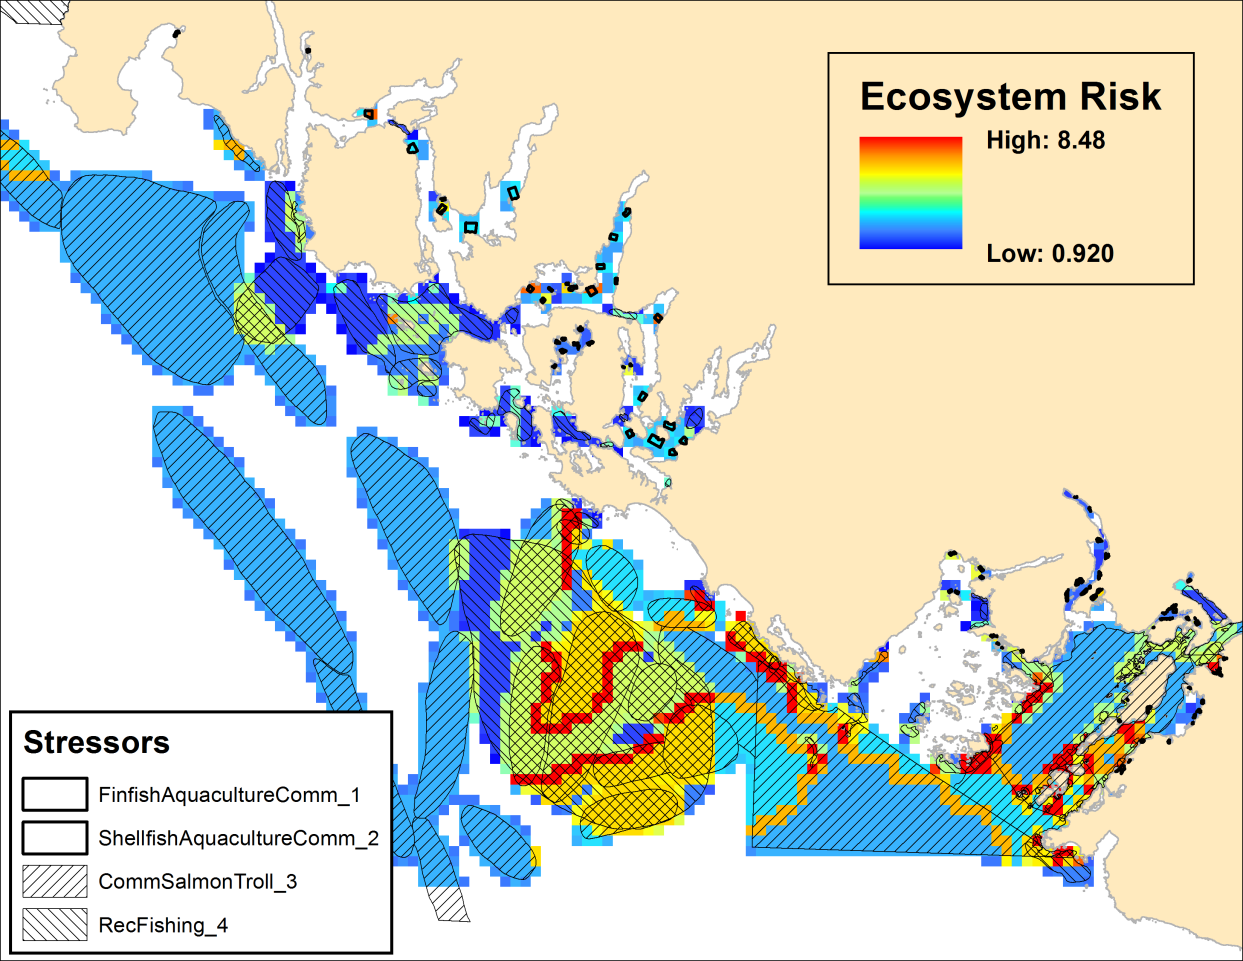 Ecosystem Risk
High: 8.48
Low: 0.920
Stressors
FinfishAquacultureComm_1
ShellfishAquacultureComm_2
CommSalmonTroll_3
RecFishing_4